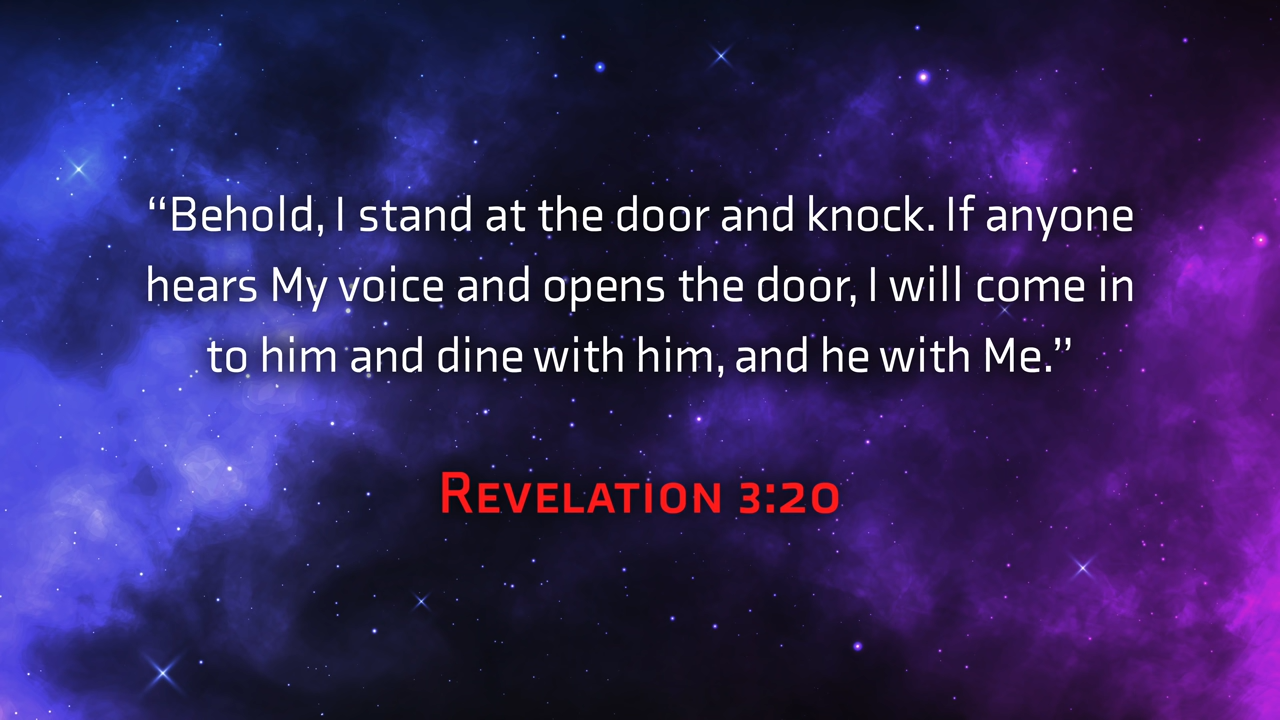 “Behold, I stand at the door and knock. If anyone
hears My voice and opens the door, I will come in
to him and dine with him, and he with Me.”
Revelation 3:20